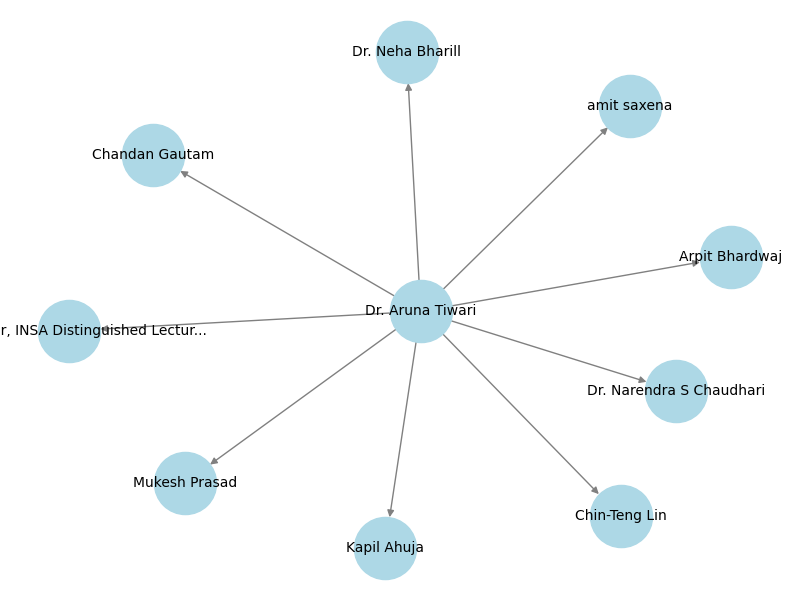 Dr. Neha Bharill
amit saxena
Chandan Gautam
Arpit Bhardwaj
Dr. Aruna Tiwari
r, INSA Distinguished Lectur...
Dr. Narendra S Chaudhari
Mukesh Prasad
Chin-Teng Lin
Kapil Ahuja